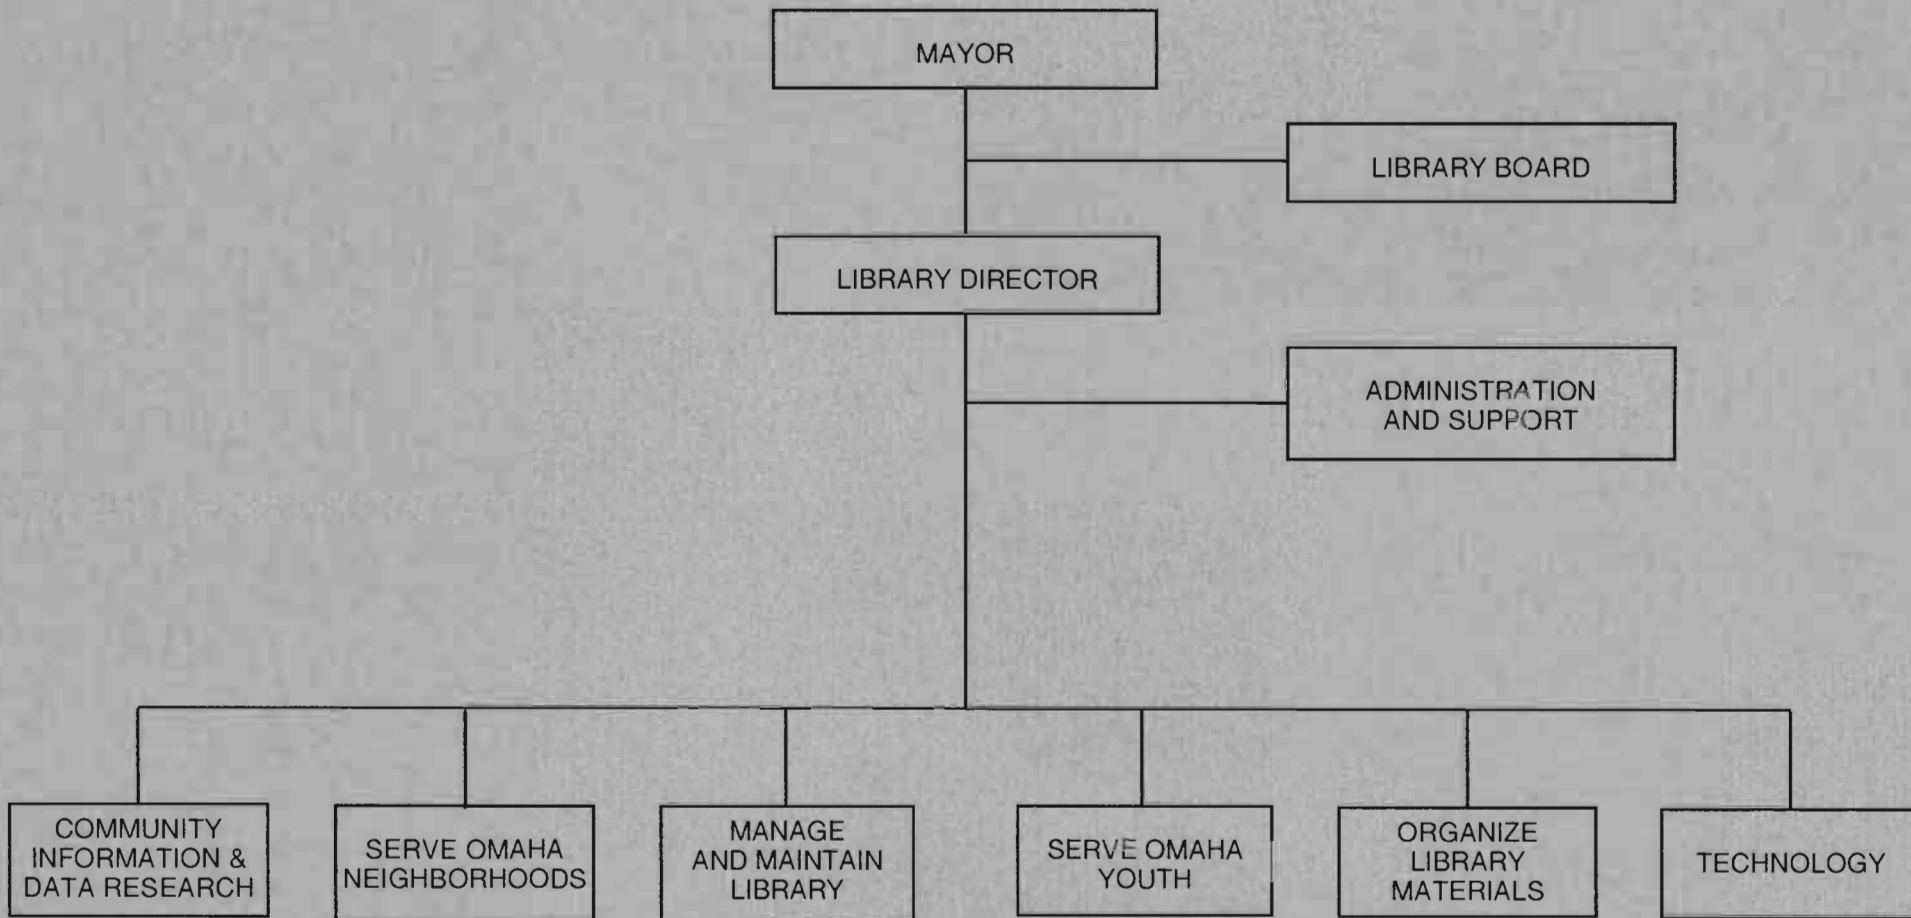 MAYOR
LIBRARY BOARD
LIBRARY DIRECTOR
ADMINISTRATION
AND SUPPORT
COMMUNITY
INFORMATION &
DATA RESEARCH
SERVE OMAHA
NEIGHBORHOODS
MANAGE
AND MAINTAIN
LIBRARY
SERVE OMAHA
YOUTH
ORGANIZE
LIBRARY
MATERIALS
TECHNOLOGY